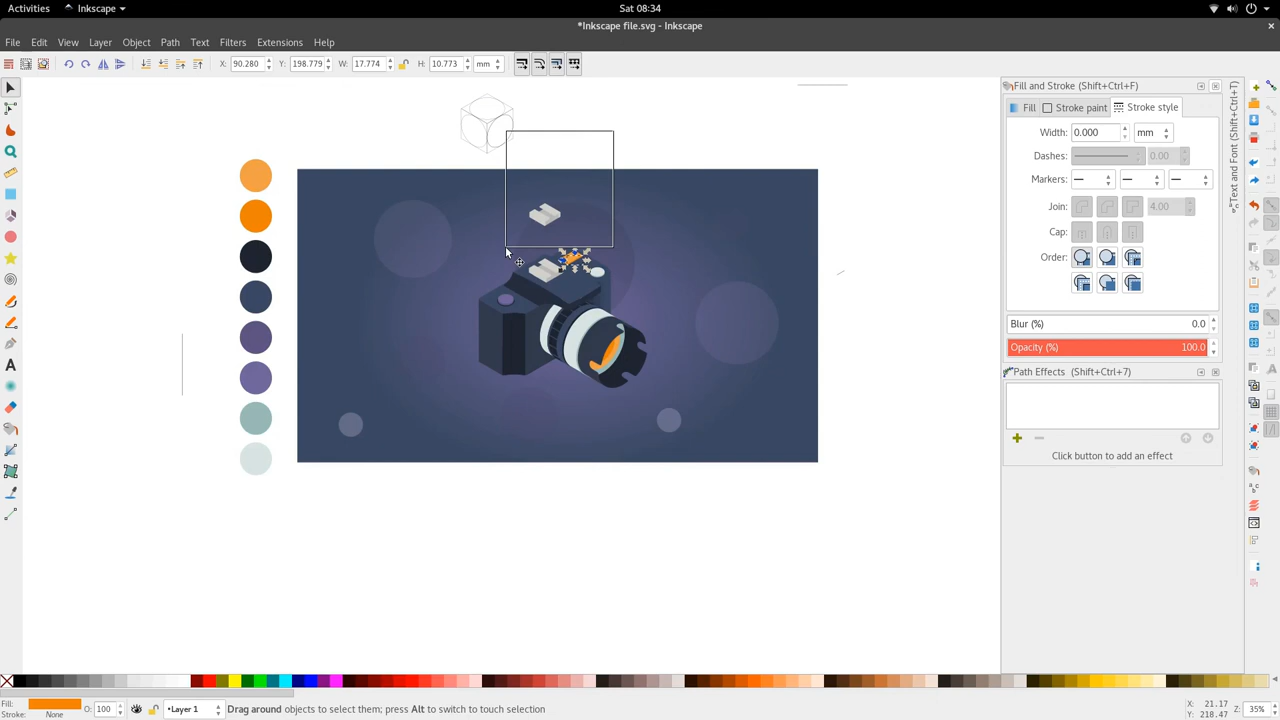 Activities
Inkscape
Sat 08:34
*Inkscape file.svg - Inkscape
File Edit View Layer Object Path Text Filters Extensions Help
X: 90.280 Y: 198.779 W: 17.774 H: 10.773 mm
Fill and Stroke (Shift+Ctrl+F)
Fill Stroke paint Stroke style
Width: 0.000 mm
Dashes: 0.00
Markers:
Join: 4.00
Cap:
Order:
Blur (%) 0.0
Opacity (%) 100.0
Path Effects (Shift+Ctrl+7)
Click button to add an effect
Text and Font (Shift+Ctrl+T)
Fill: O: 100 •Layer 1 Drag around objects to select them; press Alt to switch to touch selection X: 21.17 Z: 35%
Stroke: None Y: 218.47